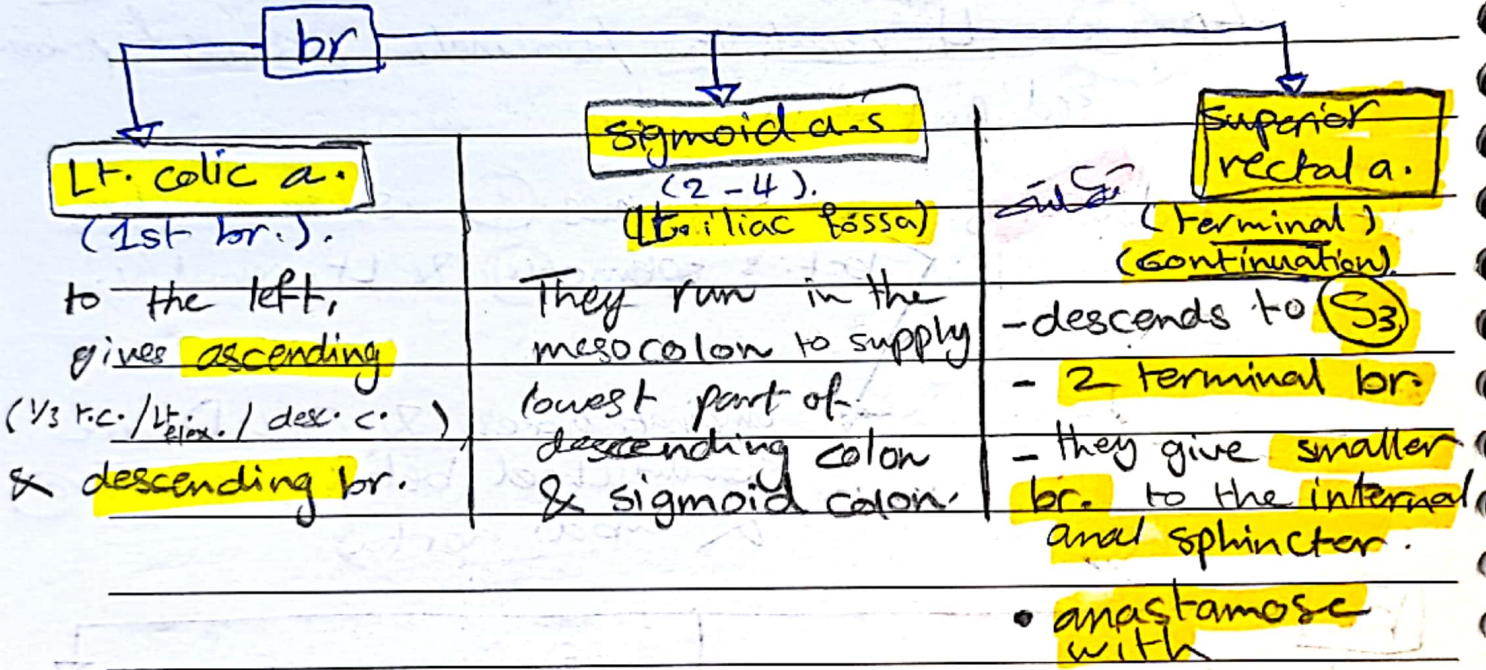 br
Lt. colic a.
(1st br.).
to the left,
gives ascending
(1/3 t.c./Lt. flex. / desc. c.)
& descending br.
sigmoid a.s
(2-4).
(Lt. iliac fossa)
They run in the
mesocolon to supply
lowest part of
descending colon
& sigmoid colon.
Superior
rectal a.
(terminal)
(continuation)
- descends to S3
- 2 terminal br.
- they give smaller
br. to the internal
anal sphincter.
• anastamose
with